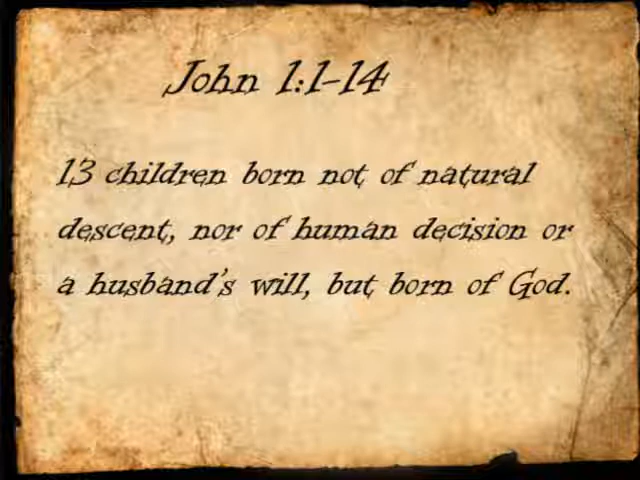 John 1:1-14
13 children born not of natural
descent, nor of human decision or
a husband's will, but born of God.